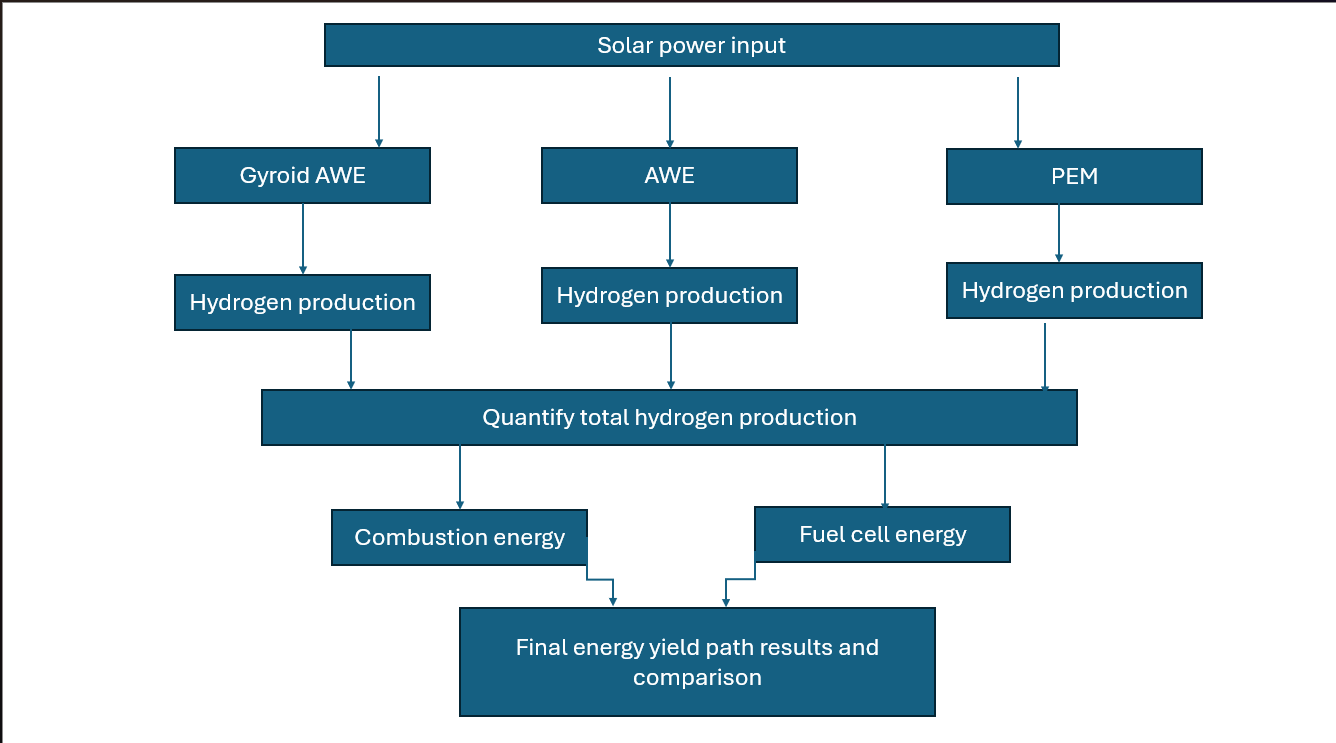 Solar power input
Gyroid AWE
AWE
PEM
Hydrogen production
Hydrogen production
Hydrogen production
Quantify total hydrogen production
Combustion energy
Fuel cell energy
Final energy yield path results and
comparison